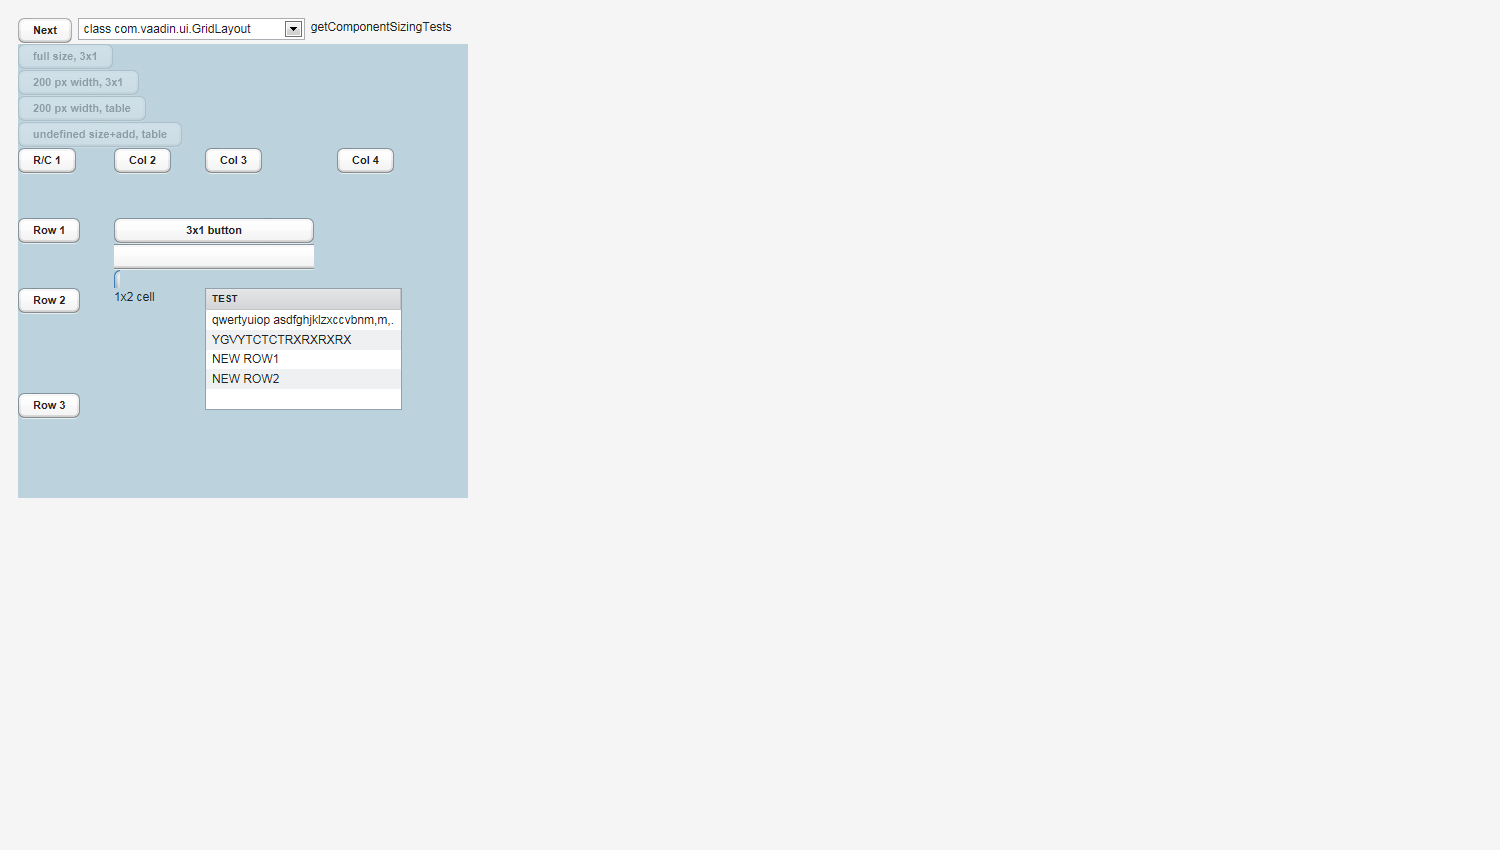 Next class com.vaadin.ui.GridLayout getComponentSizingTests
full size, 3x1
200 px width, 3x1
200 px width, table
undefined size+add, table
R/C 1 Col 2 Col 3 Col 4
Row 1 3x1 button
Row 2 1x2 cell TEST
qwertyuiop asdfghjklzxccvbnm,m,.
YGVYTCTCTRXRXRXRX
NEW ROW1
NEW ROW2
Row 3